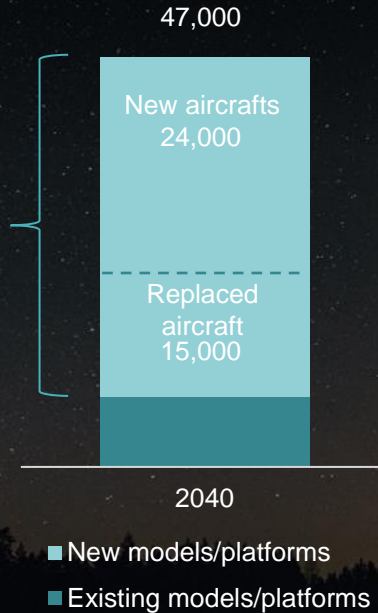 47,000
New aircrafts
24,000
Replaced
aircraft
15,000
2040
New models/platforms
Existing models/platforms